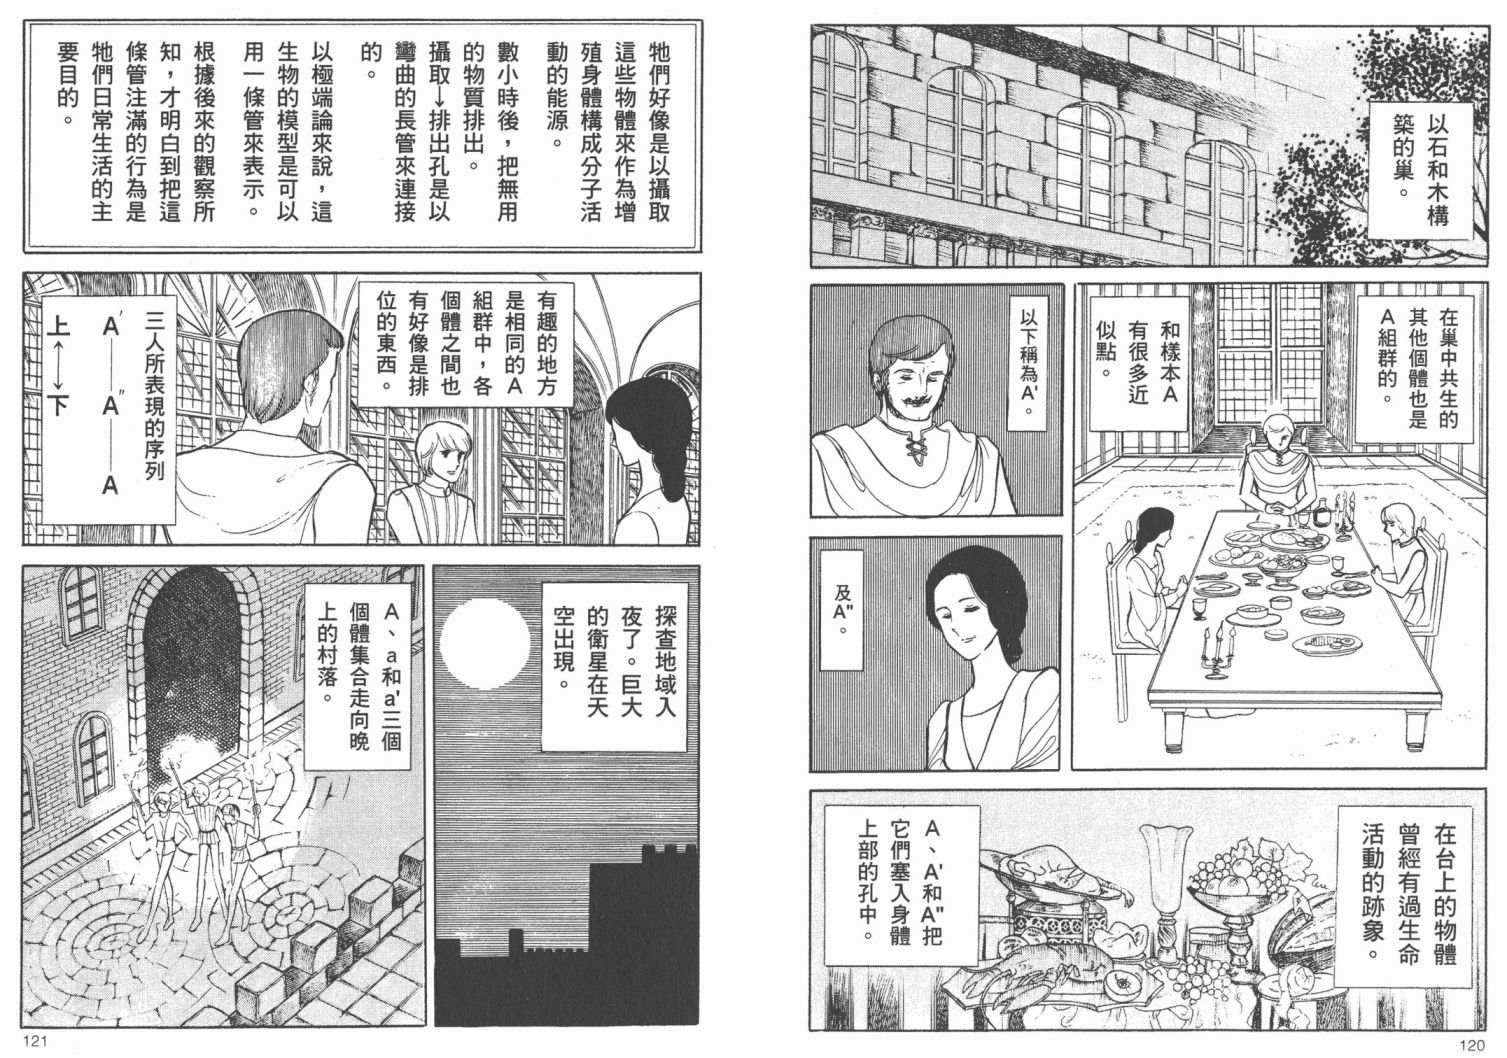 以石和木構
築的巢。
在巢中共生的
其他個體也是
A組群的。
和樣本A
有很多近
似點。
以下稱為A'。
及A"。
在台上的物體
曾經有過生命
活動的跡象。
A、A'和A"把
它們塞入身體
上部的孔中。
120
牠們好像是以攝取
這些物體來作為增
殖身體構成分子活
動的能源。
數小時後，把無用
的物質排出。
攝取→排出孔是以
彎曲的長管來連接
的。
以極端論來說，這
生物的模型是可以
用一條管來表示。
根據後來的觀察所
知，才明白到把這
條管注滿的行為是
牠們日常生活的主
要目的。
有趣的地方
是相同的A
組群中，各
個體之間也
有好像是排
位的東西。
三人所表現的序列
A'——A"——A
上←→下
探查地域入
夜了。巨大
的衛星在天
空出現。
A、a和a'三個
個體集合走向晚
上的村落。
121